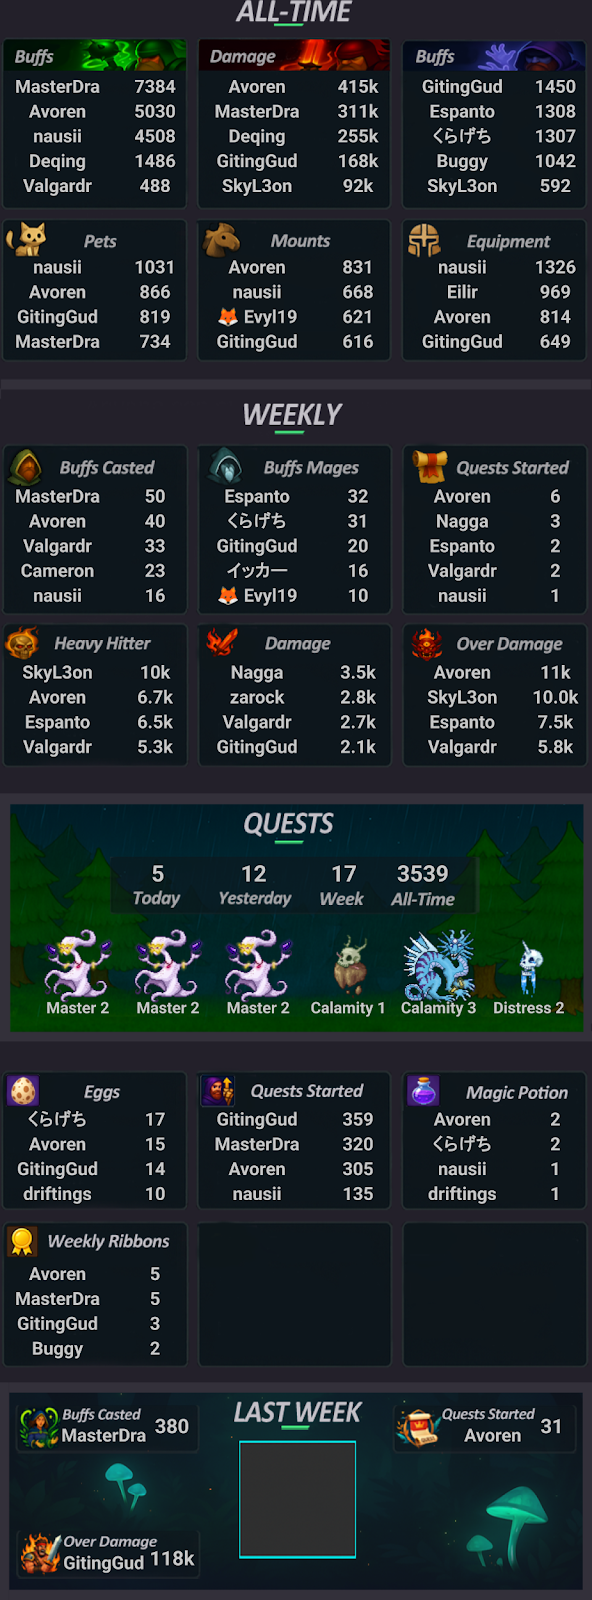 ALL-TIME
Buffs
MasterDra 7384
Avoren 5030
nausii 4508
Deqing 1486
Valgardr 488
Damage
Avoren 415k
MasterDra 311k
Deqing 255k
GitingGud 168k
SkyL3on 92k
Buffs
GitingGud 1450
Espanto 1308
くらげち 1307
Buggy 1042
SkyL3on 592
Pets
nausii 1031
Avoren 866
GitingGud 819
MasterDra 734
Mounts
Avoren 831
nausii 668
🦊 Evyl19 621
GitingGud 616
Equipment
nausii 1326
Eilir 969
Avoren 814
GitingGud 649
WEEKLY
Buffs Casted
MasterDra 50
Avoren 40
Valgardr 33
Cameron 23
nausii 16
Buffs Mages
Espanto 32
くらげち 31
GitingGud 20
イッカー 16
🦊 Evyl19 10
Quests Started
Avoren 6
Nagga 3
Espanto 2
Valgardr 2
nausii 1
Heavy Hitter
SkyL3on 10k
Avoren 6.7k
Espanto 6.5k
Valgardr 5.3k
Damage
Nagga 3.5k
zarock 2.8k
Valgardr 2.7k
GitingGud 2.1k
Over Damage
Avoren 11k
SkyL3on 10.0k
Espanto 7.5k
Valgardr 5.8k
QUESTS
5 12 17 3539
Today Yesterday Week All-Time
Master 2 Master 2 Master 2 Calamity 1 Calamity 3 Distress 2
Eggs
くらげち 17
Avoren 15
GitingGud 14
driftings 10
Quests Started
GitingGud 359
MasterDra 320
Avoren 305
nausii 135
Magic Potion
Avoren 2
くらげち 2
nausii 1
driftings 1
Weekly Ribbons
Avoren 5
MasterDra 5
GitingGud 3
Buggy 2
LAST WEEK
Buffs Casted
MasterDra 380
Quests Started
Avoren 31
Over Damage
GitingGud 118k